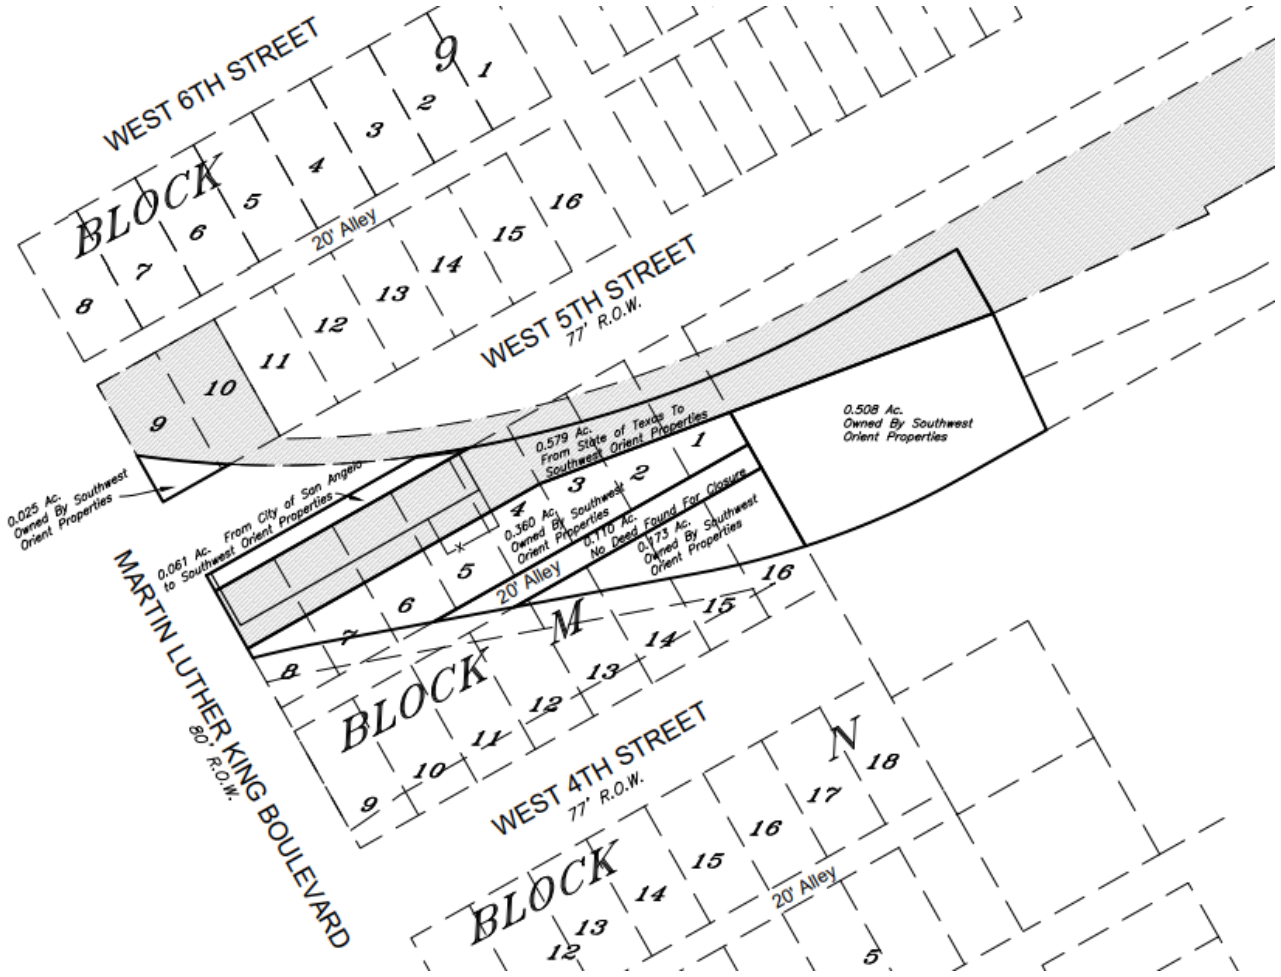 WEST 6TH STREET
BLOCK
9
1
2
3
4
5
6
7
8
20' Alley
16
15
14
13
12
11
10
9
WEST 5TH STREET
77' R.O.W.
0.025 Ac.
Owned By Southwest
Orient Properties
0.061 Ac. From City of San Angelo
to Southwest Orient Properties
0.579 Ac.
From State of Texas To
Southwest Orient Properties
0.508 Ac.
Owned By Southwest
Orient Properties
1
2
3
4
5
6
7
8
0.360 Ac.
Owned By Southwest
Orient Properties
0.110 Ac.
No Deed Found For Closure
0.173 Ac.
Owned By Southwest
Orient Properties
x
20' Alley
BLOCK
M
16
15
14
13
12
11
10
9
MARTIN LUTHER KING BOULEVARD
80' R.O.W.
WEST 4TH STREET
77' R.O.W.
BLOCK
N
18
17
16
15
14
13
12
20' Alley
5